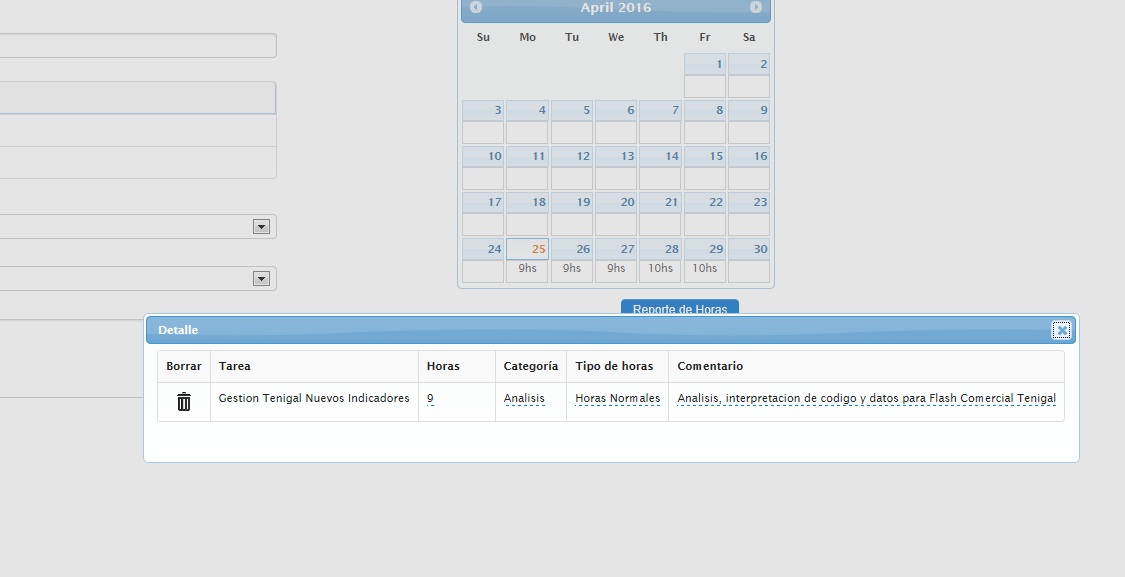 April 2016
Su Mo Tu We Th Fr Sa
1 2
3 4 5 6 7 8 9
10 11 12 13 14 15 16
17 18 19 20 21 22 23
24 25 26 27 28 29 30
9hs 9hs 9hs 10hs 10hs
Reporte de Horas
Detalle
Borrar Tarea Horas Categoría Tipo de horas Comentario
Gestion Tenigal Nuevos Indicadores 9 Analisis Horas Normales Analisis, interpretacion de codigo y datos para Flash Comercial Tenigal